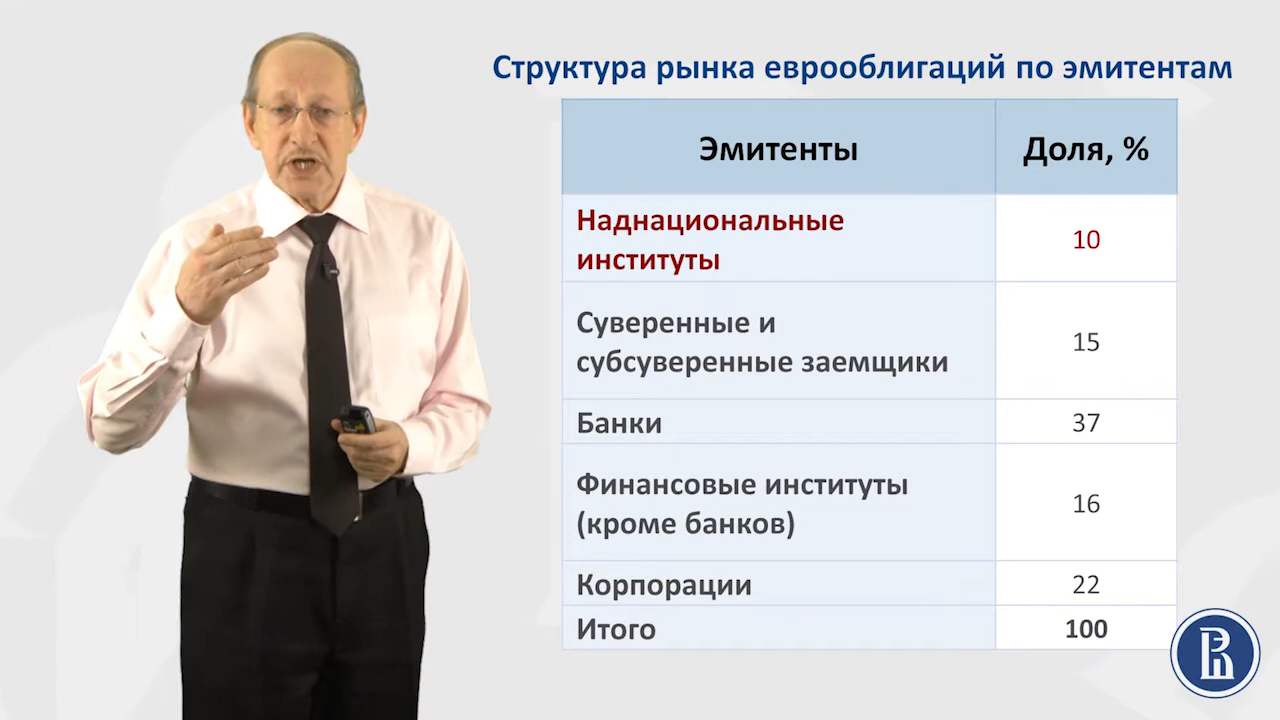 Структура рынка еврооблигаций по эмитентам
Эмитенты Доля, %
Наднациональные
институты 10
Суверенные и
субсуверенные заемщики 15
Банки 37
Финансовые институты
(кроме банков) 16
Корпорации 22
Итого 100